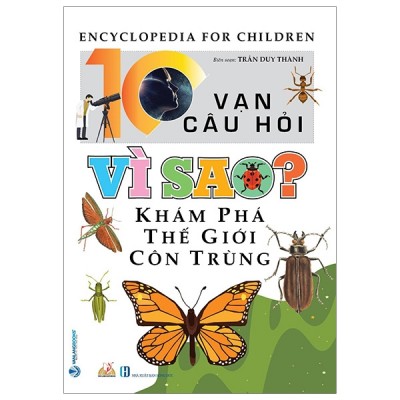 ENCYCLOPEDIA FOR CHILDREN
Biên soạn: TRẦN DUY THÀNH
10 VẠN
CÂU HỎI
VÌ SAO?
KHÁM PHÁ
THẾ GIỚI
CÔN TRÙNG